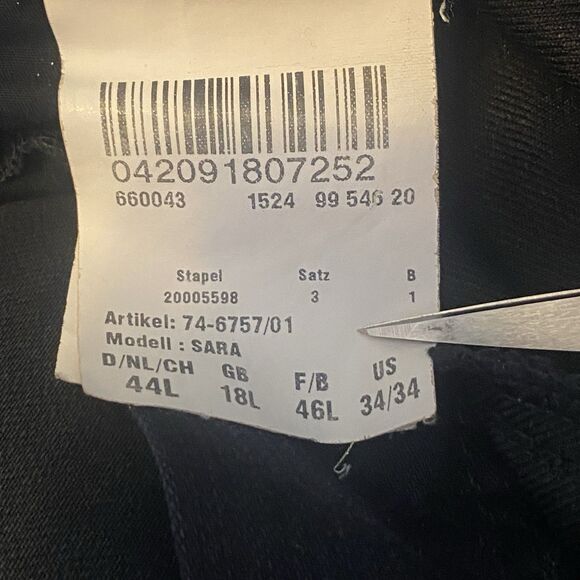 042091807252
660043 1524 99 546 20
Stapel Satz B
20005598 3 1
Artikel: 74-6757/01
Modell : SARA
D/NL/CH GB F/B US
44L 18L 46L 34/34